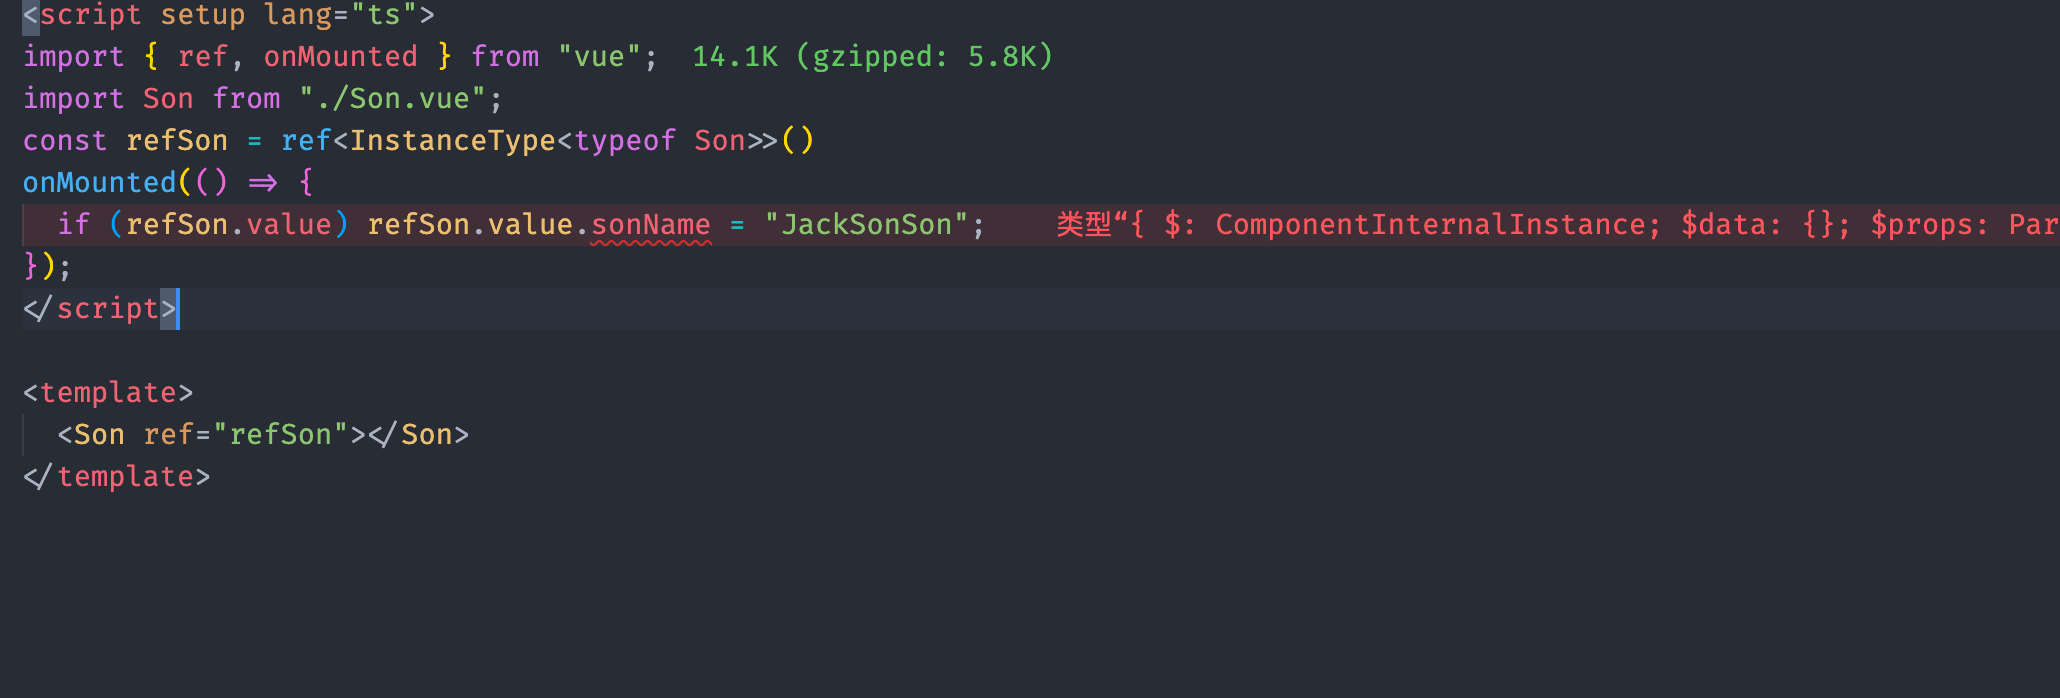 <script setup lang="ts">
import { ref, onMounted } from "vue"; 14.1K (gzipped: 5.8K)
import Son from "./Son.vue";
const refSon = ref<InstanceType<typeof Son>>()
onMounted(() => {
  if (refSon.value) refSon.value.sonName = "JackSonSon"; 类型“{ $: ComponentInternalInstance; $data: {}; $props: Par
});
</script>
<template>
  <Son ref="refSon"></Son>
</template>